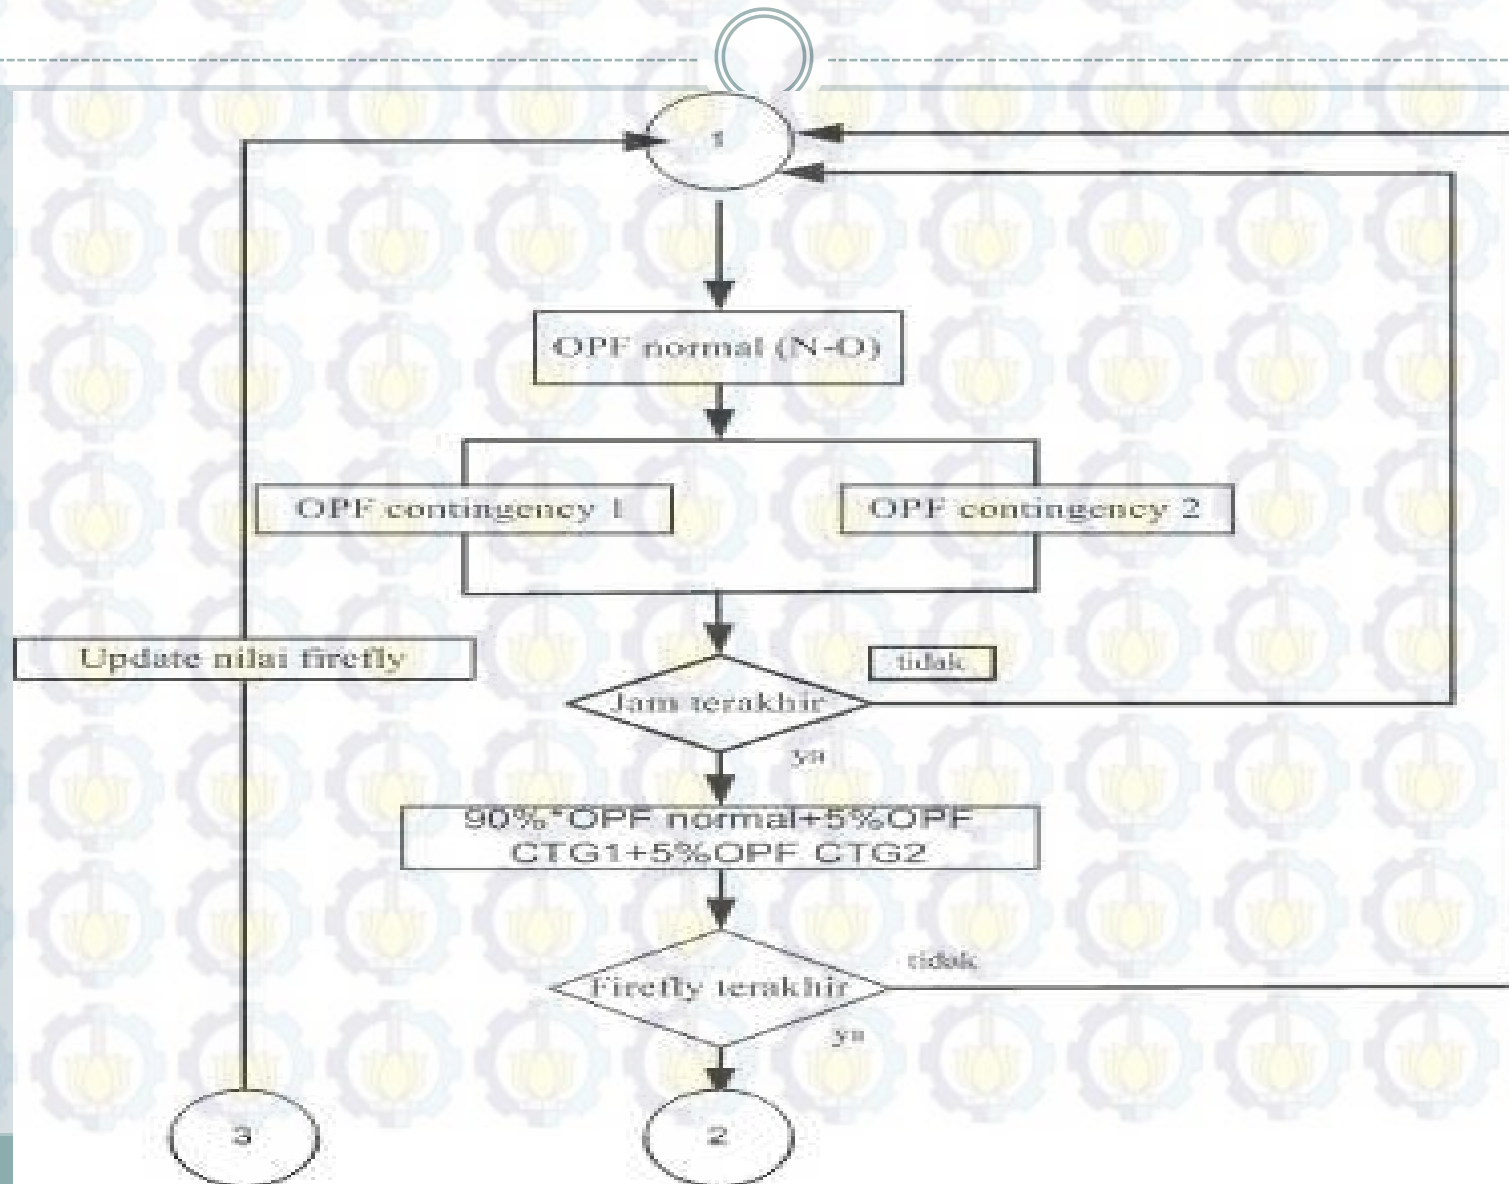 1
OPF normal (N-O)
OPF contingency 1
OPF contingency 2
Update nilai firefly
tidak
Jam terakhir
ya
90%*OPF normal+5%OPF
CTG1+5%OPF CTG2
tidak
Firefly terakhir
ya
3
2